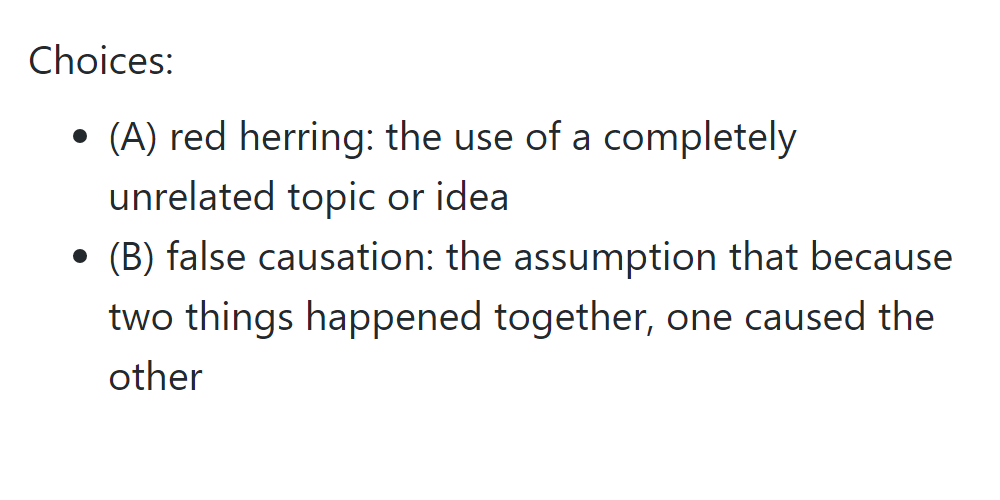 Choices:
• (A) red herring: the use of a completely
unrelated topic or idea
• (B) false causation: the assumption that because
two things happened together, one caused the
other